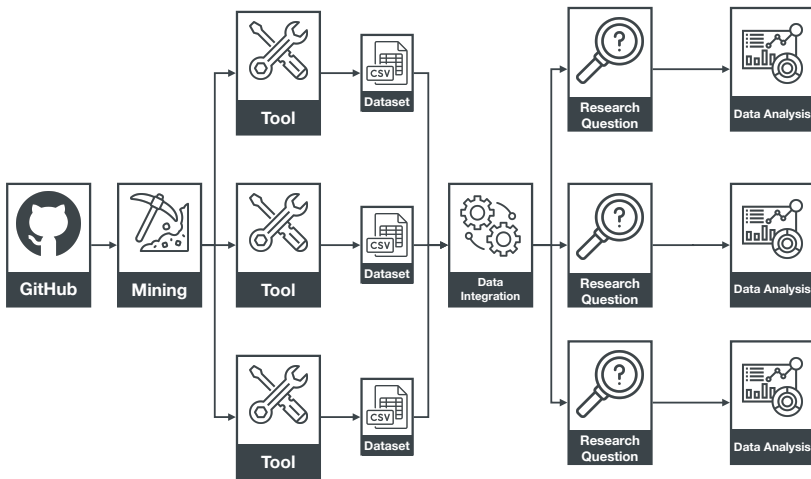 GitHub
Mining
Tool
CSV
Dataset
Tool
CSV
Dataset
Tool
CSV
Dataset
Data
Integration
?
Research
Question
Data Analysis
?
Research
Question
Data Analysis
?
Research
Question
Data Analysis